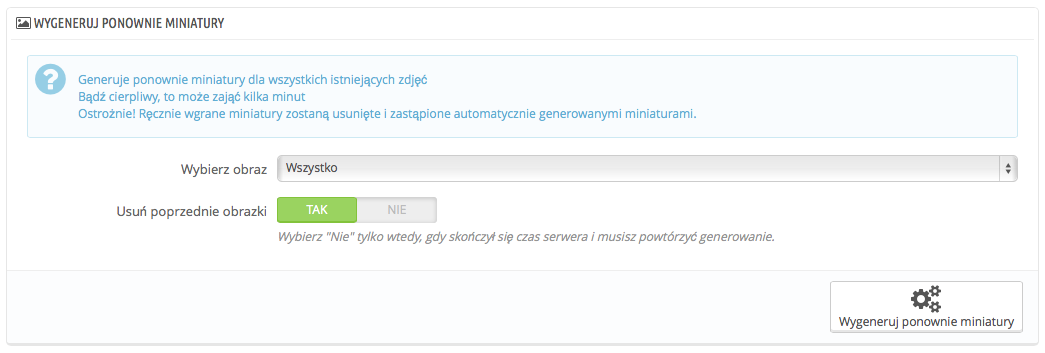 WYGENERUJ PONOWNIE MINIATURY
Generuje ponownie miniatury dla wszystkich istniejących zdjęć
Bądź cierpliwy, to może zająć kilka minut
Ostrożnie! Ręcznie wgrane miniatury zostaną usunięte i zastąpione automatycznie generowanymi miniaturami.
Wybierz obraz
Wszystko
Usuń poprzednie obrazki
TAK
NIE
Wybierz "Nie" tylko wtedy, gdy skończył się czas serwera i musisz powtórzyć generowanie.
Wygeneruj ponownie miniatury